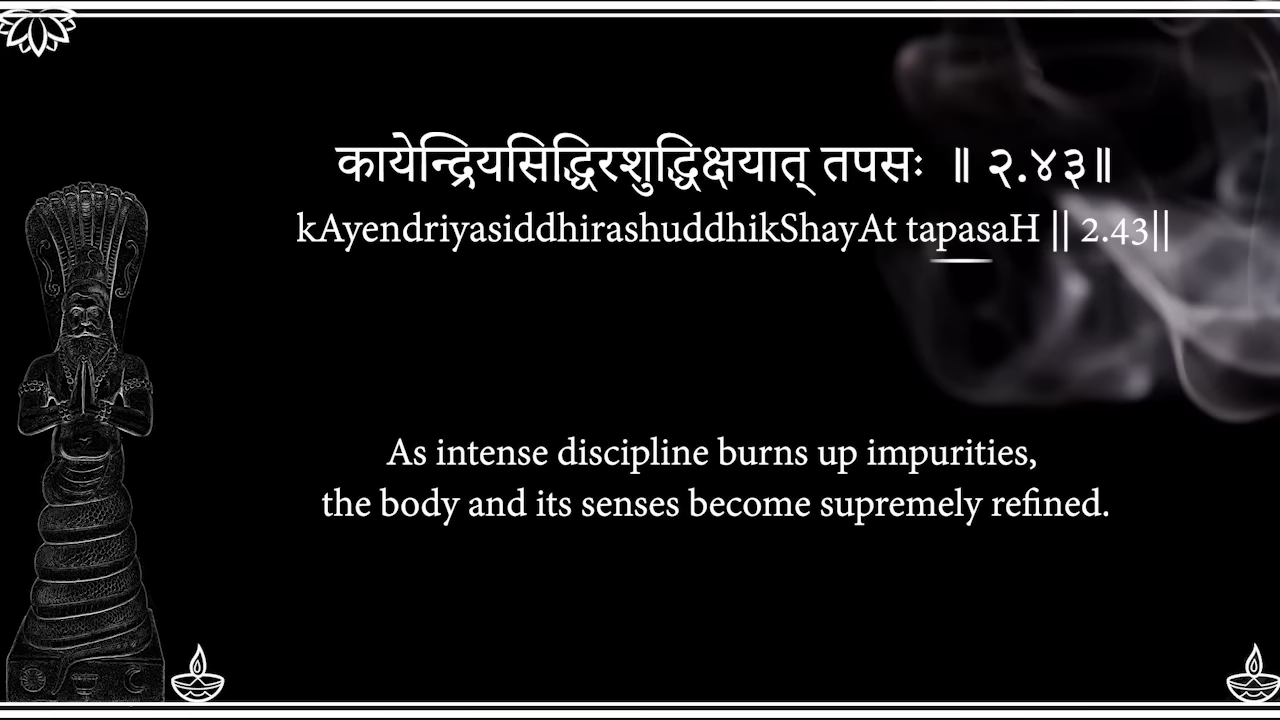 कायेन्द्रियसिद्धिरशुद्धिक्षयात् तपसः ॥ २.४३॥
kAyendriyasiddhirashuddhikShayAt tapasaH || 2.43||
As intense discipline burns up impurities,
the body and its senses become supremely refined.